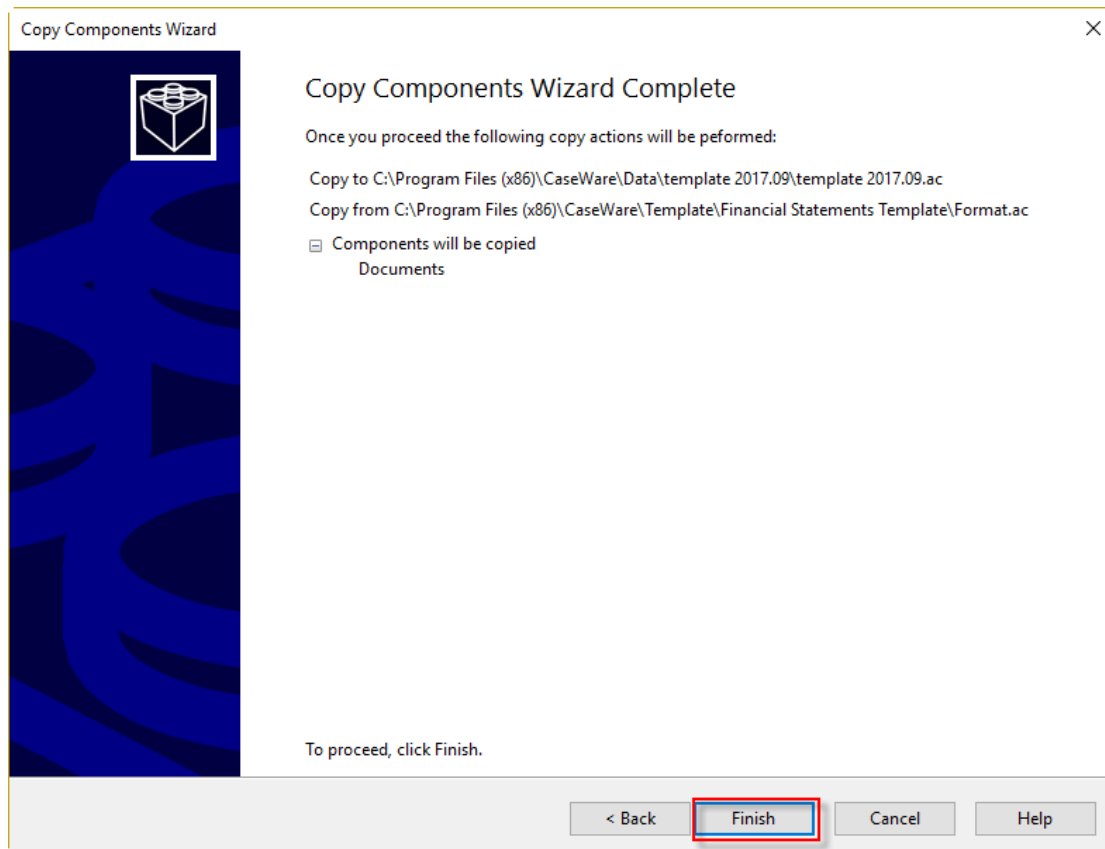 Copy Components Wizard
Copy Components Wizard Complete
Once you proceed the following copy actions will be peformed:
Copy to C:\Program Files (x86)\CaseWare\Data\template 2017.09\template 2017.09.ac
Copy from C:\Program Files (x86)\CaseWare\Template\Financial Statements Template\Format.ac
Components will be copied
Documents
To proceed, click Finish.
< Back Finish Cancel Help